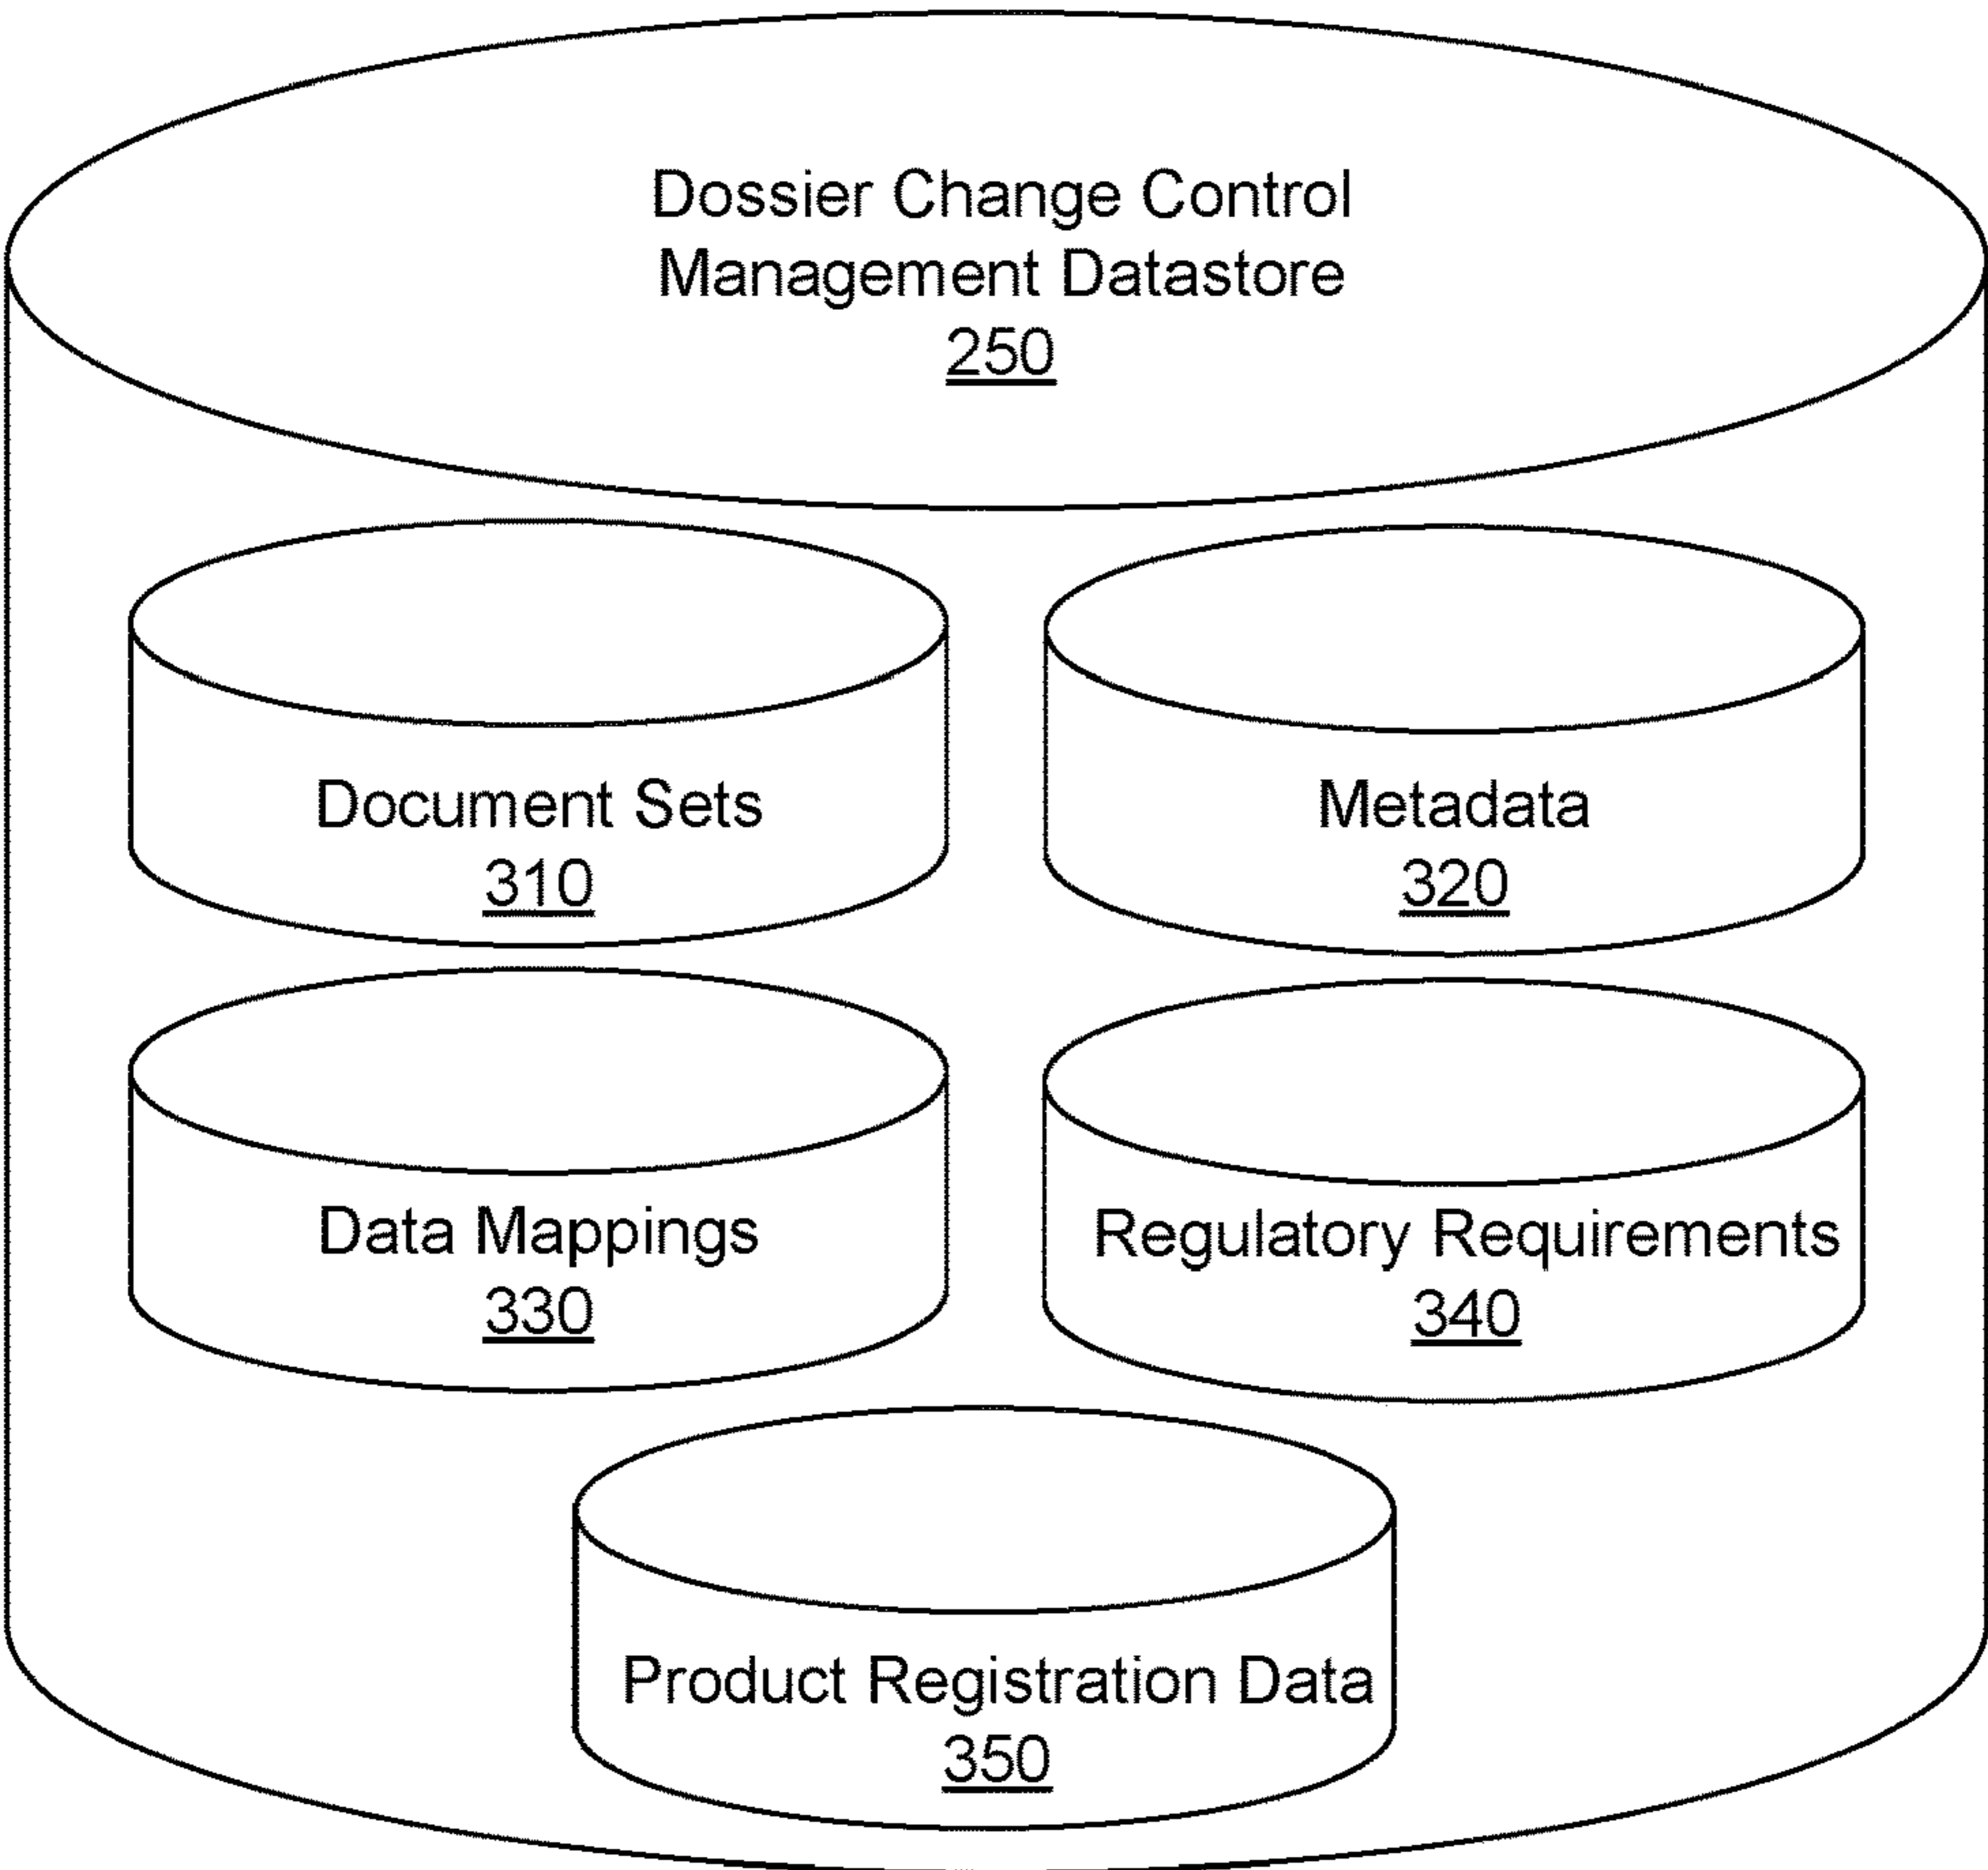 Dossier Change Control
Management Datastore
250
Document Sets
310
Metadata
320
Data Mappings
330
Regulatory Requirements
340
Product Registration Data
350